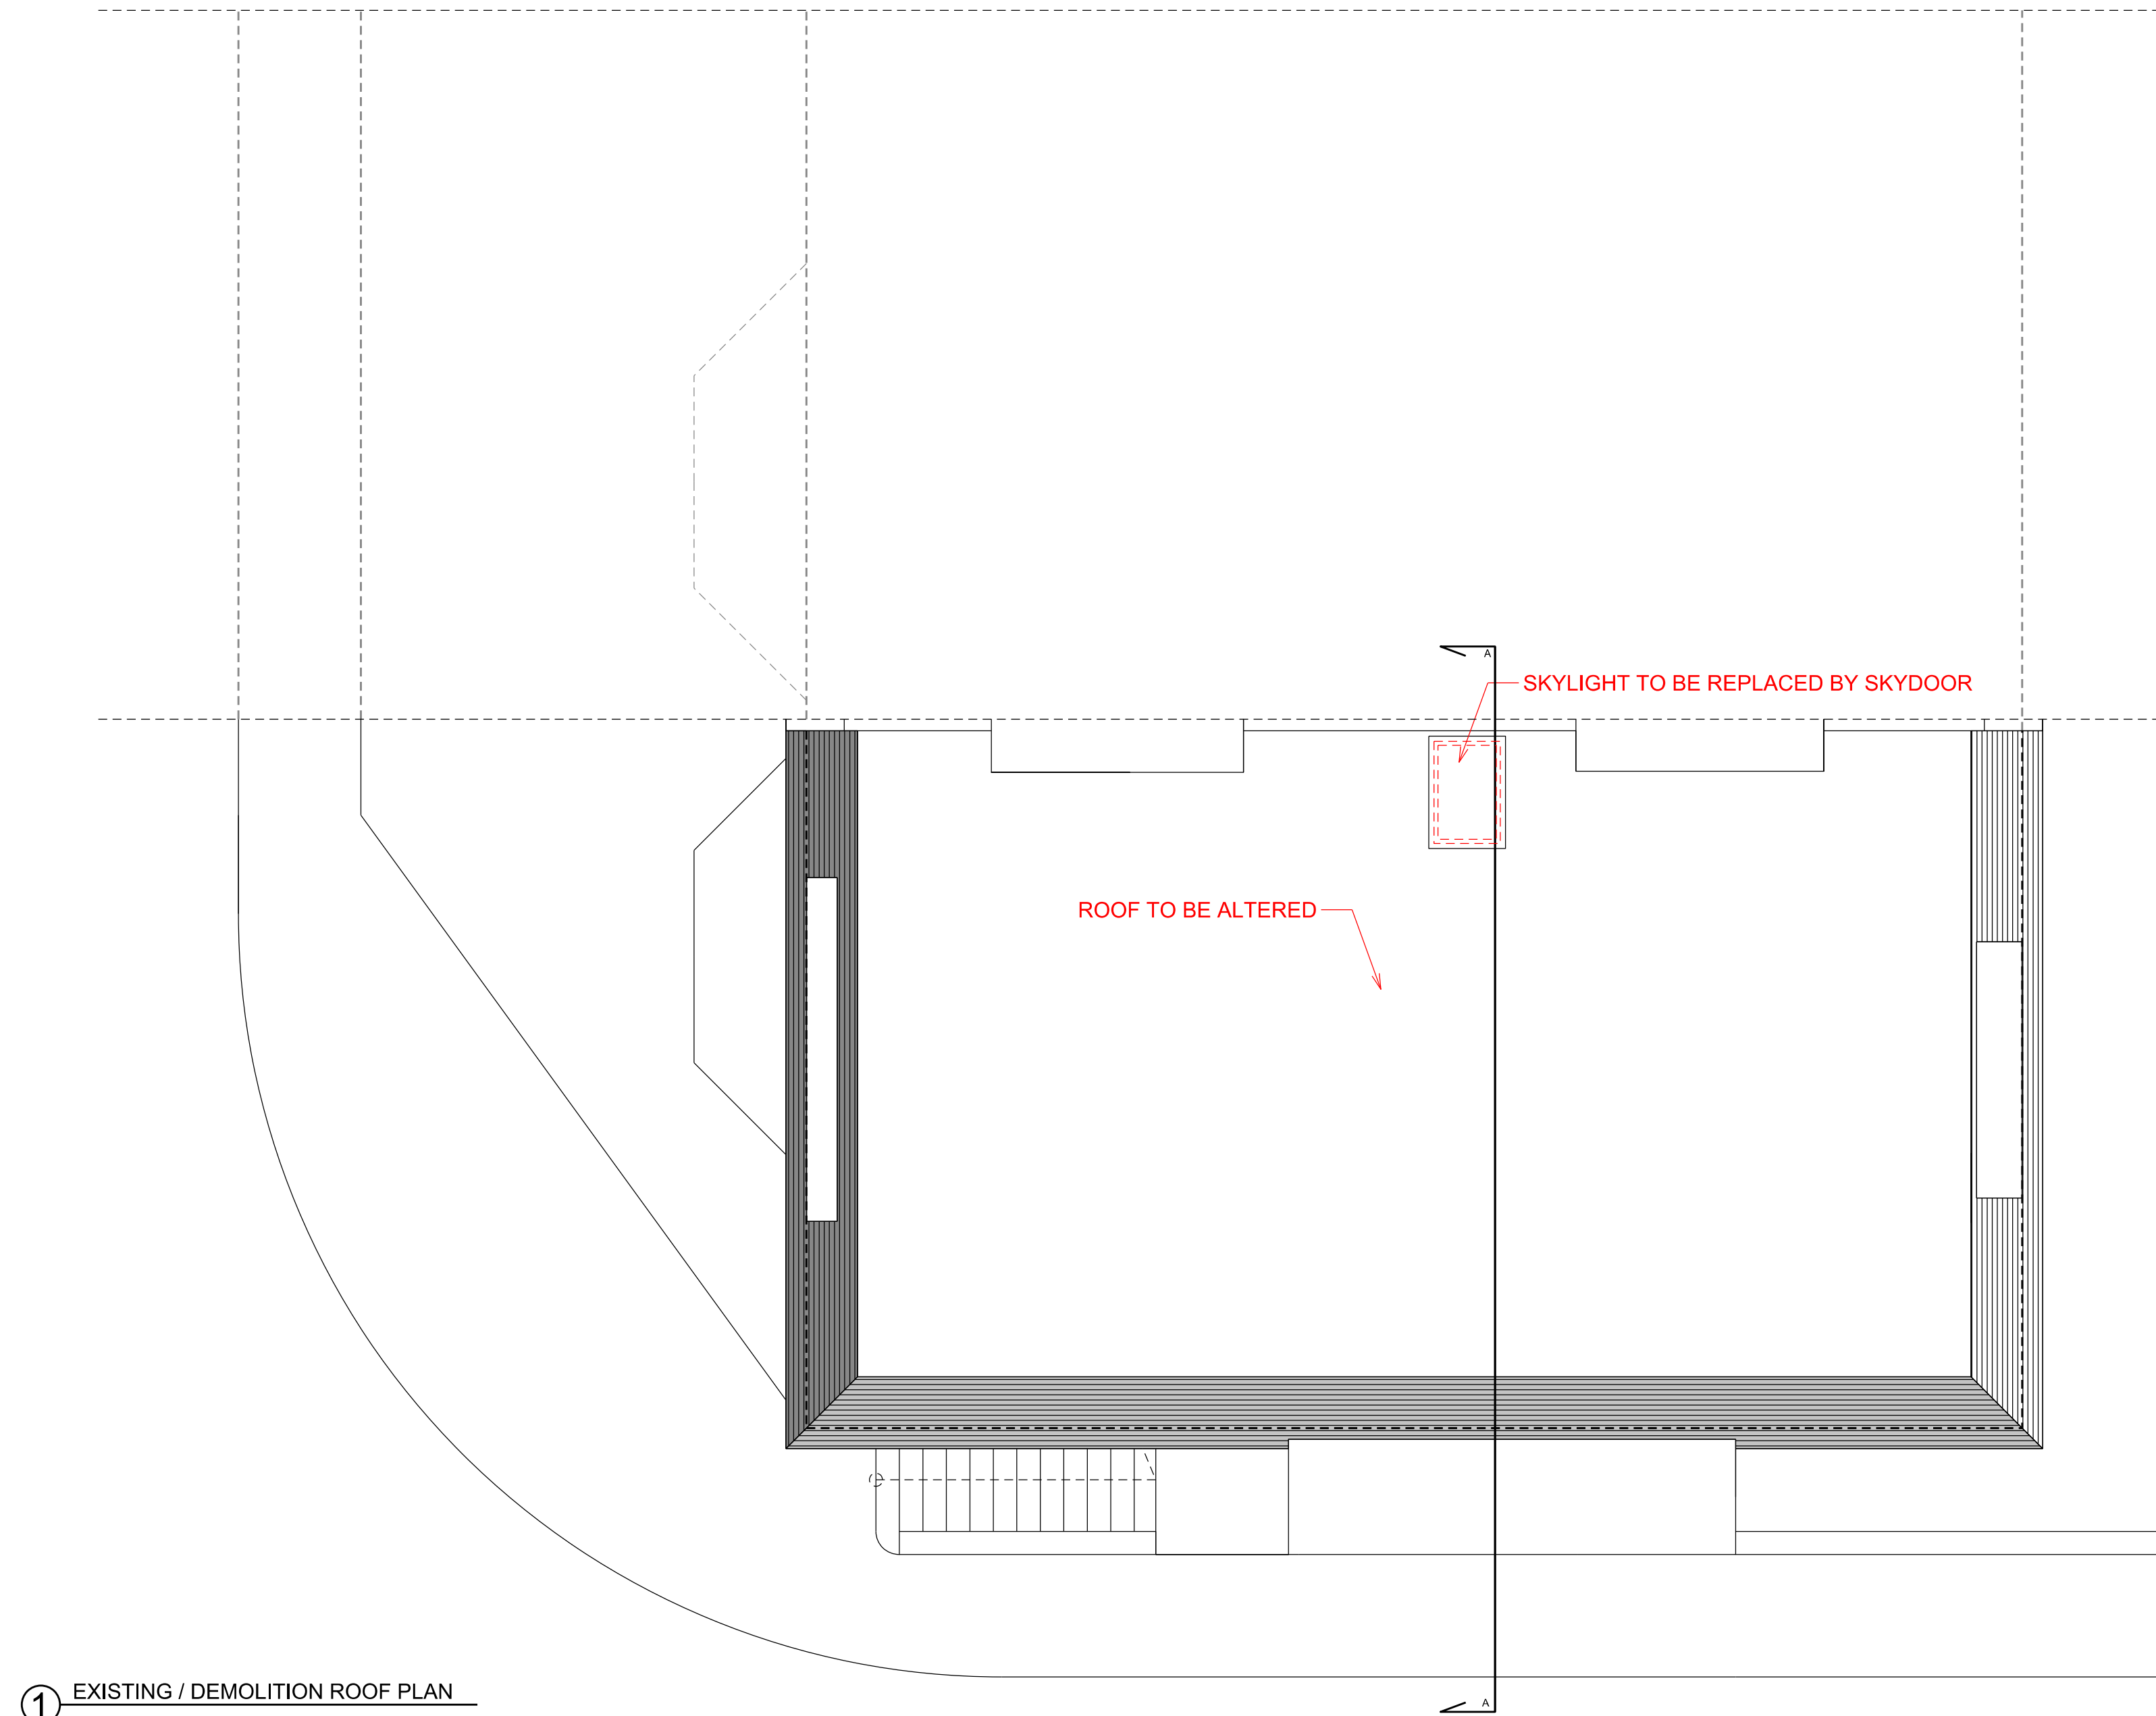 A
SKYLIGHT TO BE REPLACED BY SKYDOOR
ROOF TO BE ALTERED
1 EXISTING / DEMOLITION ROOF PLAN
A